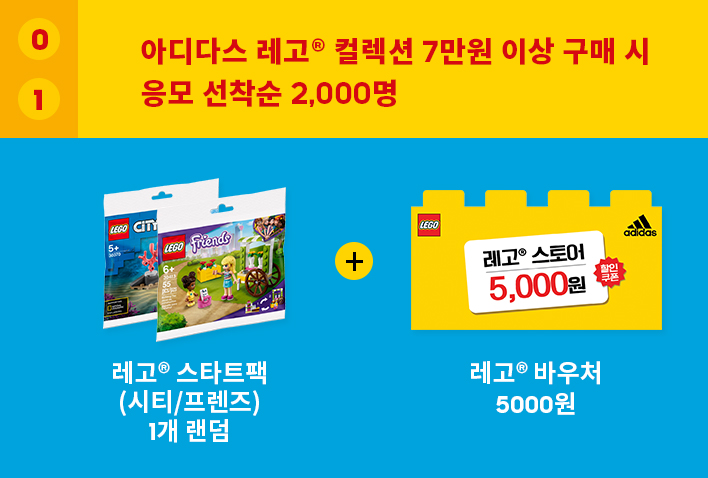 0
1
아디다스 레고® 컬렉션 7만원 이상 구매 시
응모 선착순 2,000명
LEGO
CITY
5+
LEGO
Friends
6+
55
+
LEGO
adidas
레고® 스토어
5,000원
할인
쿠폰
레고® 스타트팩
(시티/프렌즈)
1개 랜덤
레고® 바우처
5000원